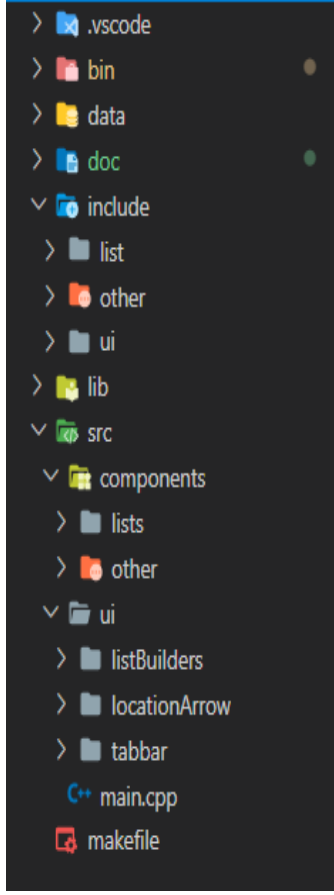 .vscode
bin
data
doc
include
list
other
ui
lib
src
components
lists
other
ui
listBuilders
locationArrow
tabbar
C++ main.cpp
makefile